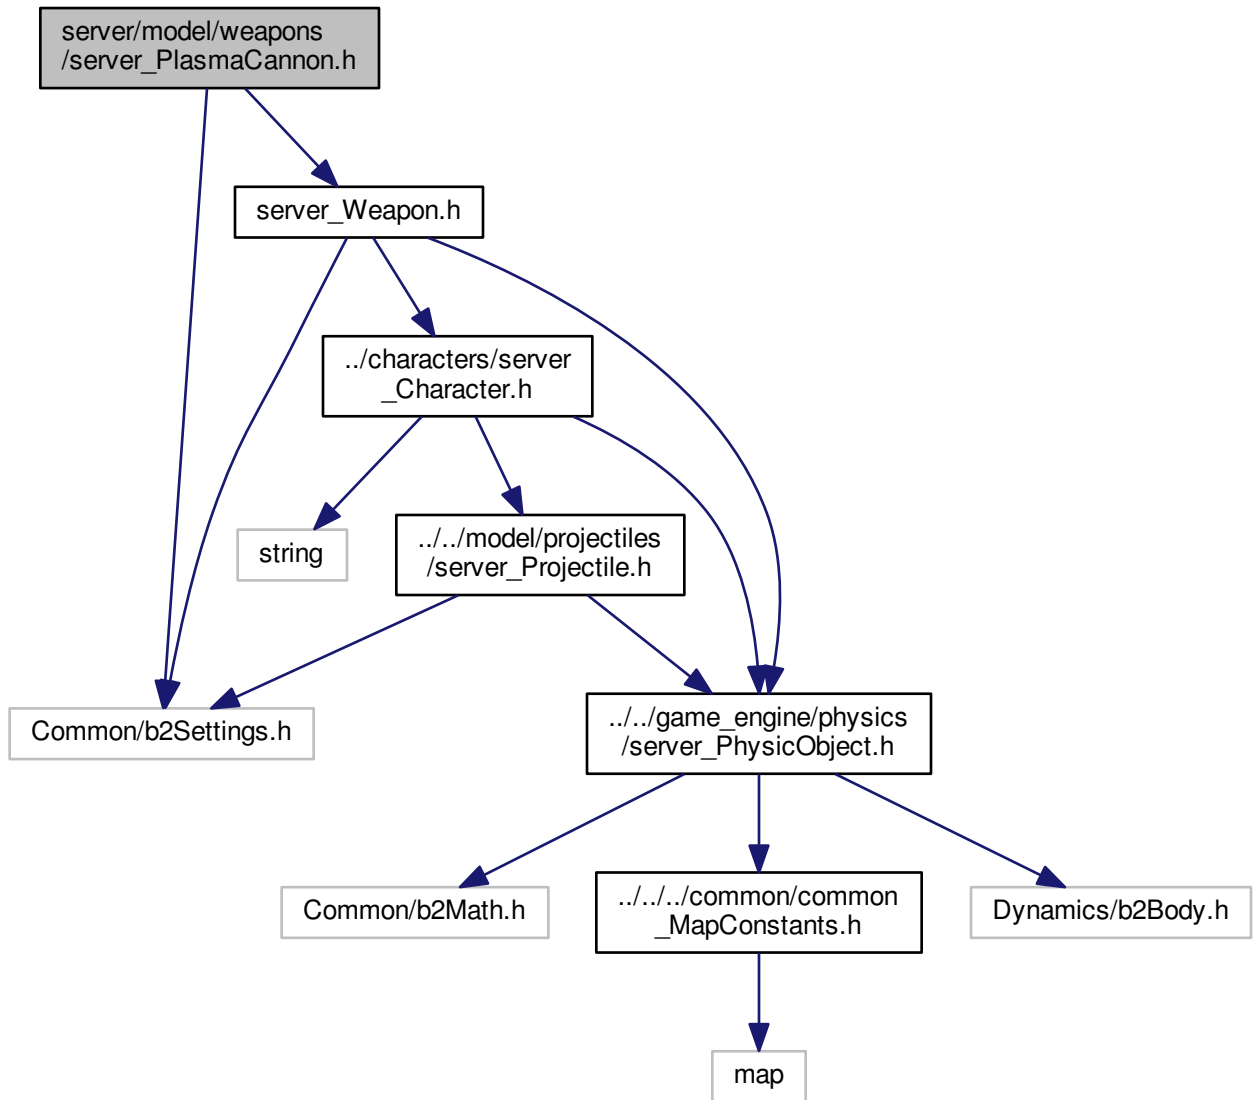 server/model/weapons
/server_PlasmaCannon.h
server_Weapon.h
../characters/server
_Character.h
string
../../model/projectiles
/server_Projectile.h
Common/b2Settings.h
../../game_engine/physics
/server_PhysicObject.h
Common/b2Math.h
../../../common/common
_MapConstants.h
Dynamics/b2Body.h
map